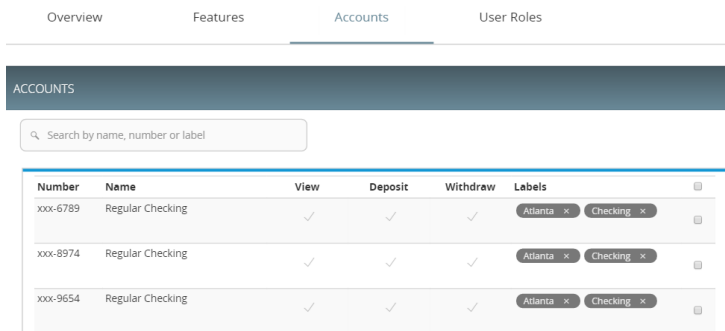 Overview Features Accounts User Roles
ACCOUNTS
Search by name, number or label
Number Name View Deposit Withdraw Labels
xxx-6789 Regular Checking Atlanta × Checking ×
xxx-8974 Regular Checking Atlanta × Checking ×
xxx-9654 Regular Checking Atlanta × Checking ×